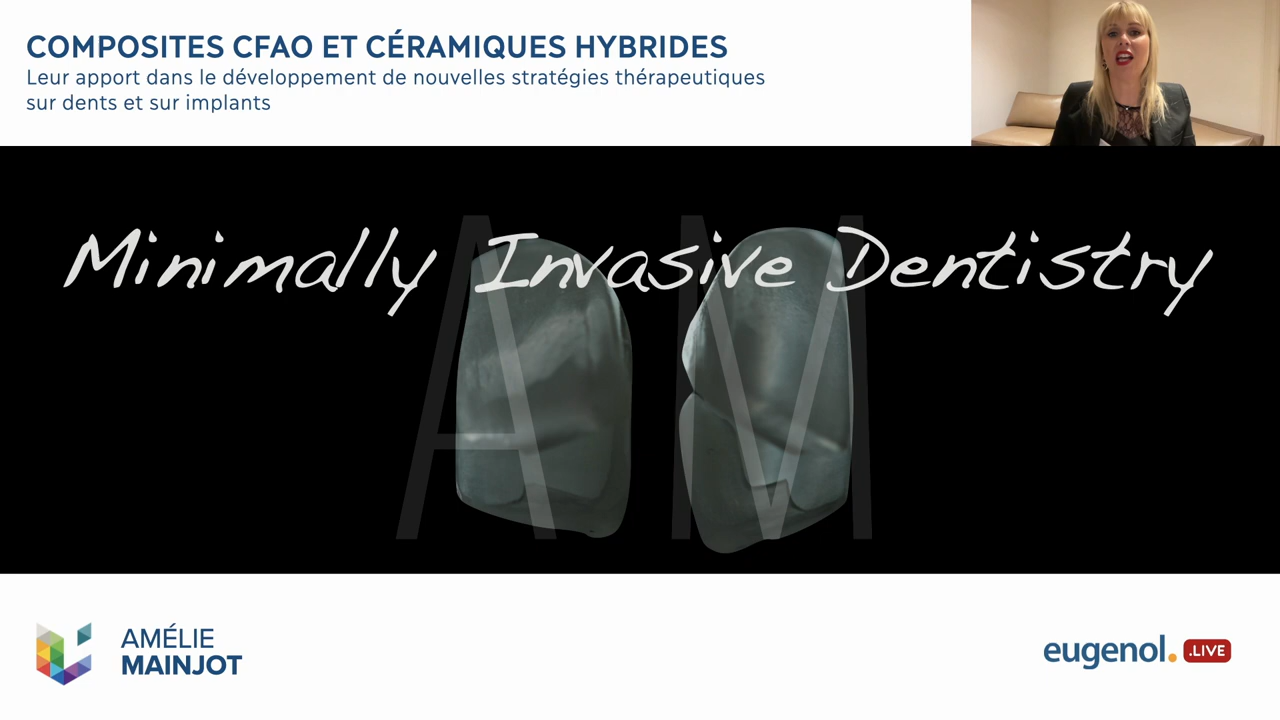 COMPOSITES CFAO ET CÉRAMIQUES HYBRIDES
Leur apport dans le développement de nouvelles stratégies thérapeutiques
sur dents et sur implants
Minimally Invasive Dentistry
AM
AMÉLIE
MAINJOT
eugenol. .LIVE